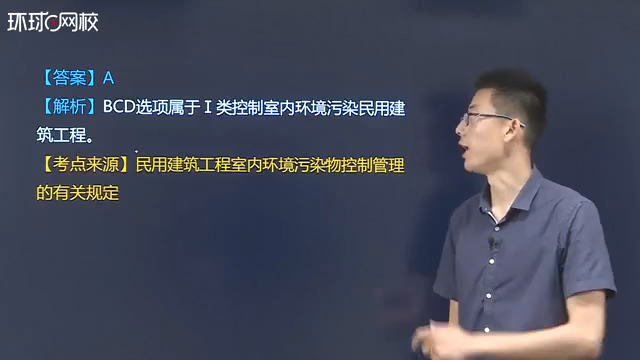 环球网校
【答案】A
【解析】BCD选项属于Ⅰ类控制室内环境污染民用建
筑工程。
【考点来源】民用建筑工程室内环境污染物控制管理
的有关规定